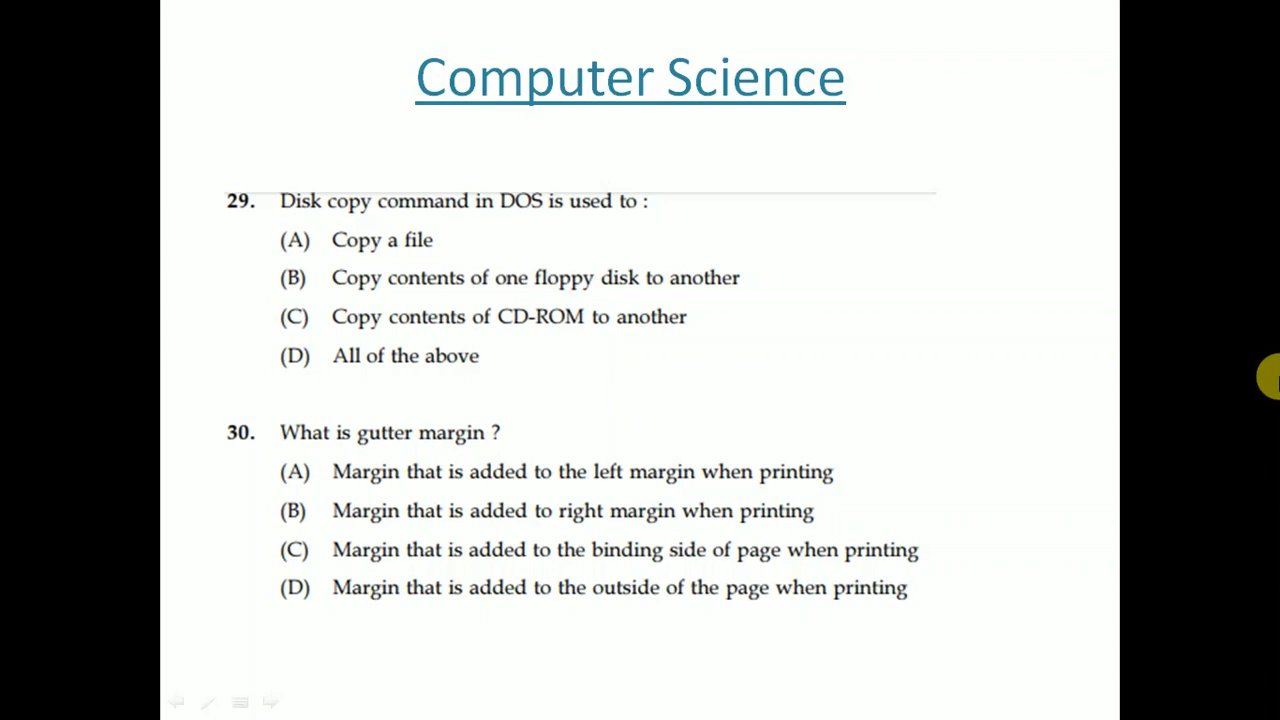 Computer Science
29. Disk copy command in DOS is used to :
(A) Copy a file
(B) Copy contents of one floppy disk to another
(C) Copy contents of CD-ROM to another
(D) All of the above
30. What is gutter margin ?
(A) Margin that is added to the left margin when printing
(B) Margin that is added to right margin when printing
(C) Margin that is added to the binding side of page when printing
(D) Margin that is added to the outside of the page when printing